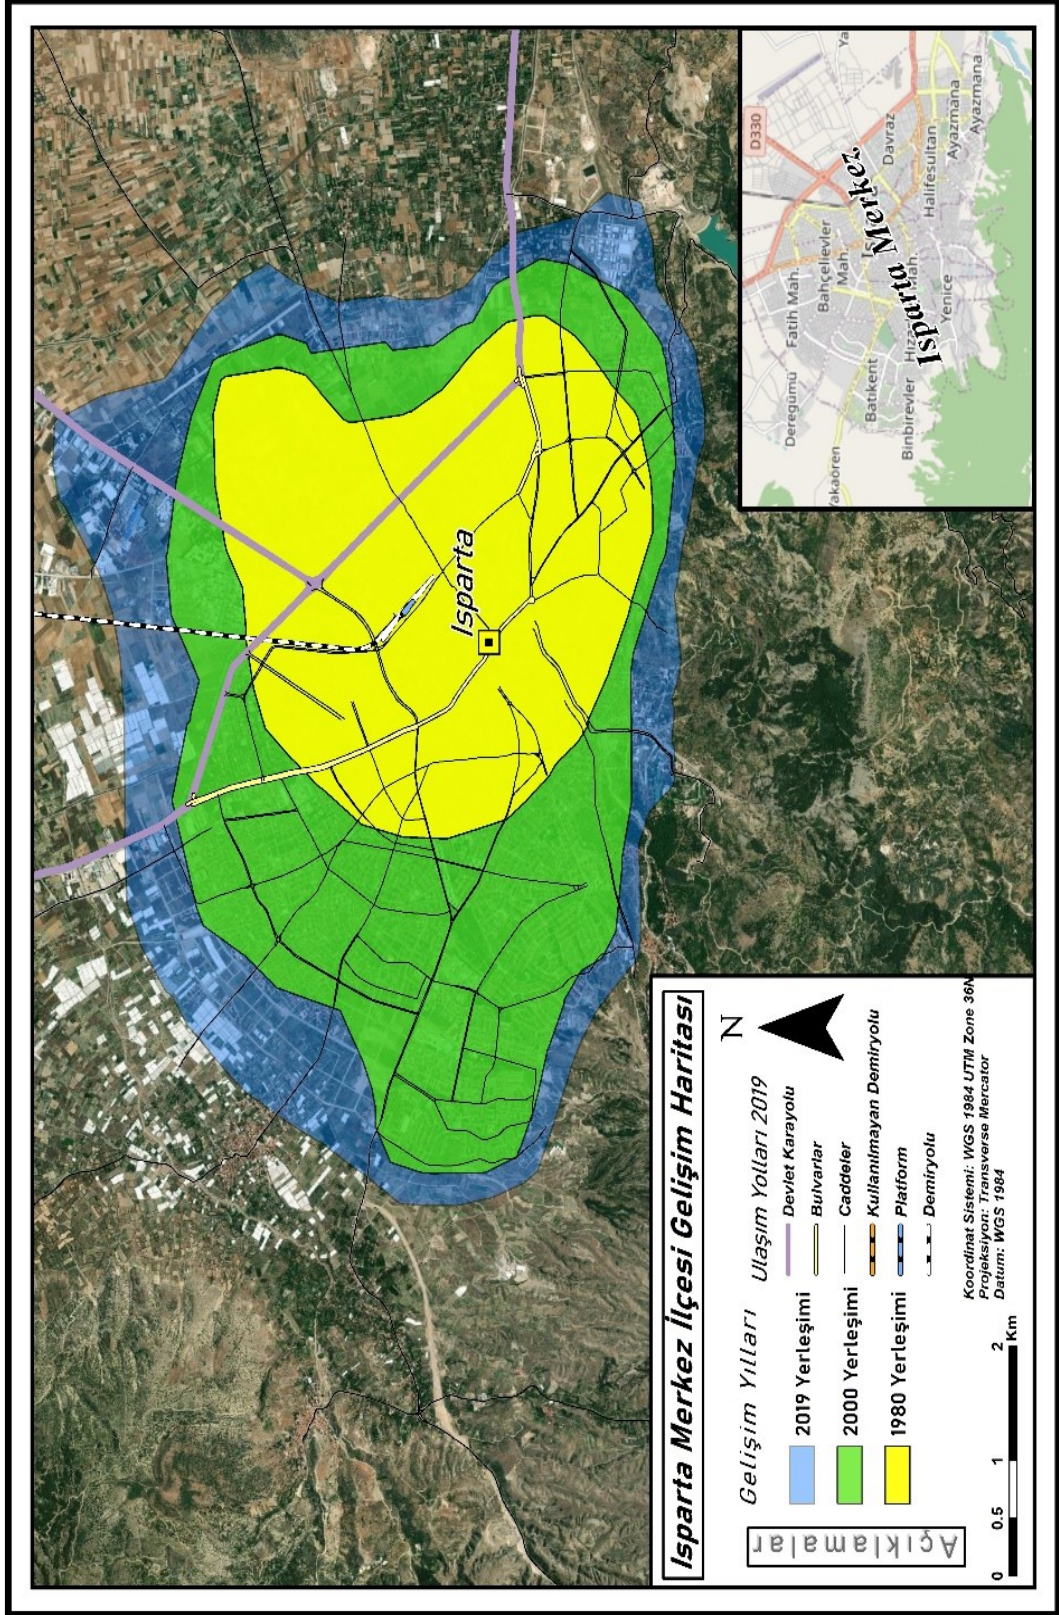 Isparta
Isparta Merkez İlçesi Gelişim Haritası
Açıklamalar
Gelişim Yılları
2019 Yerleşimi
2000 Yerleşimi
1980 Yerleşimi
Ulaşım Yolları 2019
Devlet Karayolu
Bulvarlar
Caddeler
Kullanılmayan Demiryolu
Platform
Demiryolu
N
0 0.5 1 2
Km
Koordinat Sistemi: WGS 1984 UTM Zone 36N
Projeksiyon: Transverse Mercator
Datum: WGS 1984
D330
Ya
Deregümü
Fatih Mah.
Bahçelievler
Mah.
Davraz
Yakaören
Batıkent
Binbirevler
Isparta Merkez
Mah.
Yenice
Halifesultan
Ayazmana
Ayazmana